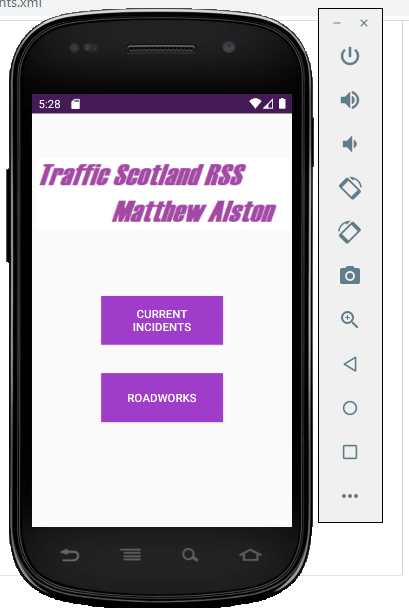 nts.xml
5:28
Traffic Scotland RSS
Matthew Alston
CURRENT
INCIDENTS
ROADWORKS